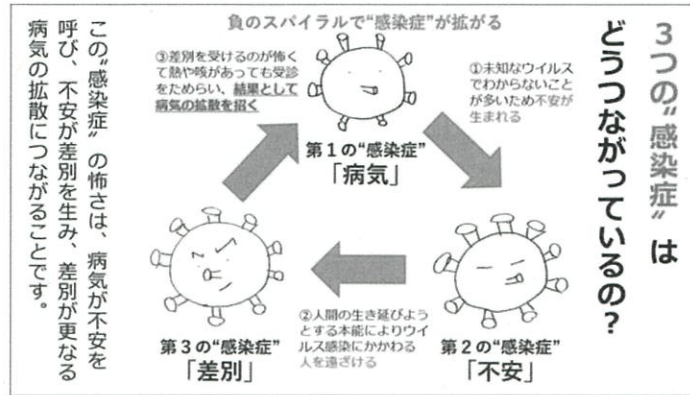 3つの“感染症”は
どうつながっているの？
負のスパイラルで“感染症”が拡がる
①未知なウイルス
でわからないこと
が多いため不安が
生まれる
第1の“感染症”
「病気」
②人間の生き延びよう
とする本能によりウイ
ルス感染にかかわる
人を遠ざける
第2の“感染症”
「不安」
③差別を受けるのが怖く
て熱や咳があっても受診
をためらい、結果として
病気の拡散を招く
第3の“感染症”
「差別」
この“感染症”の怖さは、病気が不安を
呼び、不安が差別を生み、差別が更なる
病気の拡散につながることです。